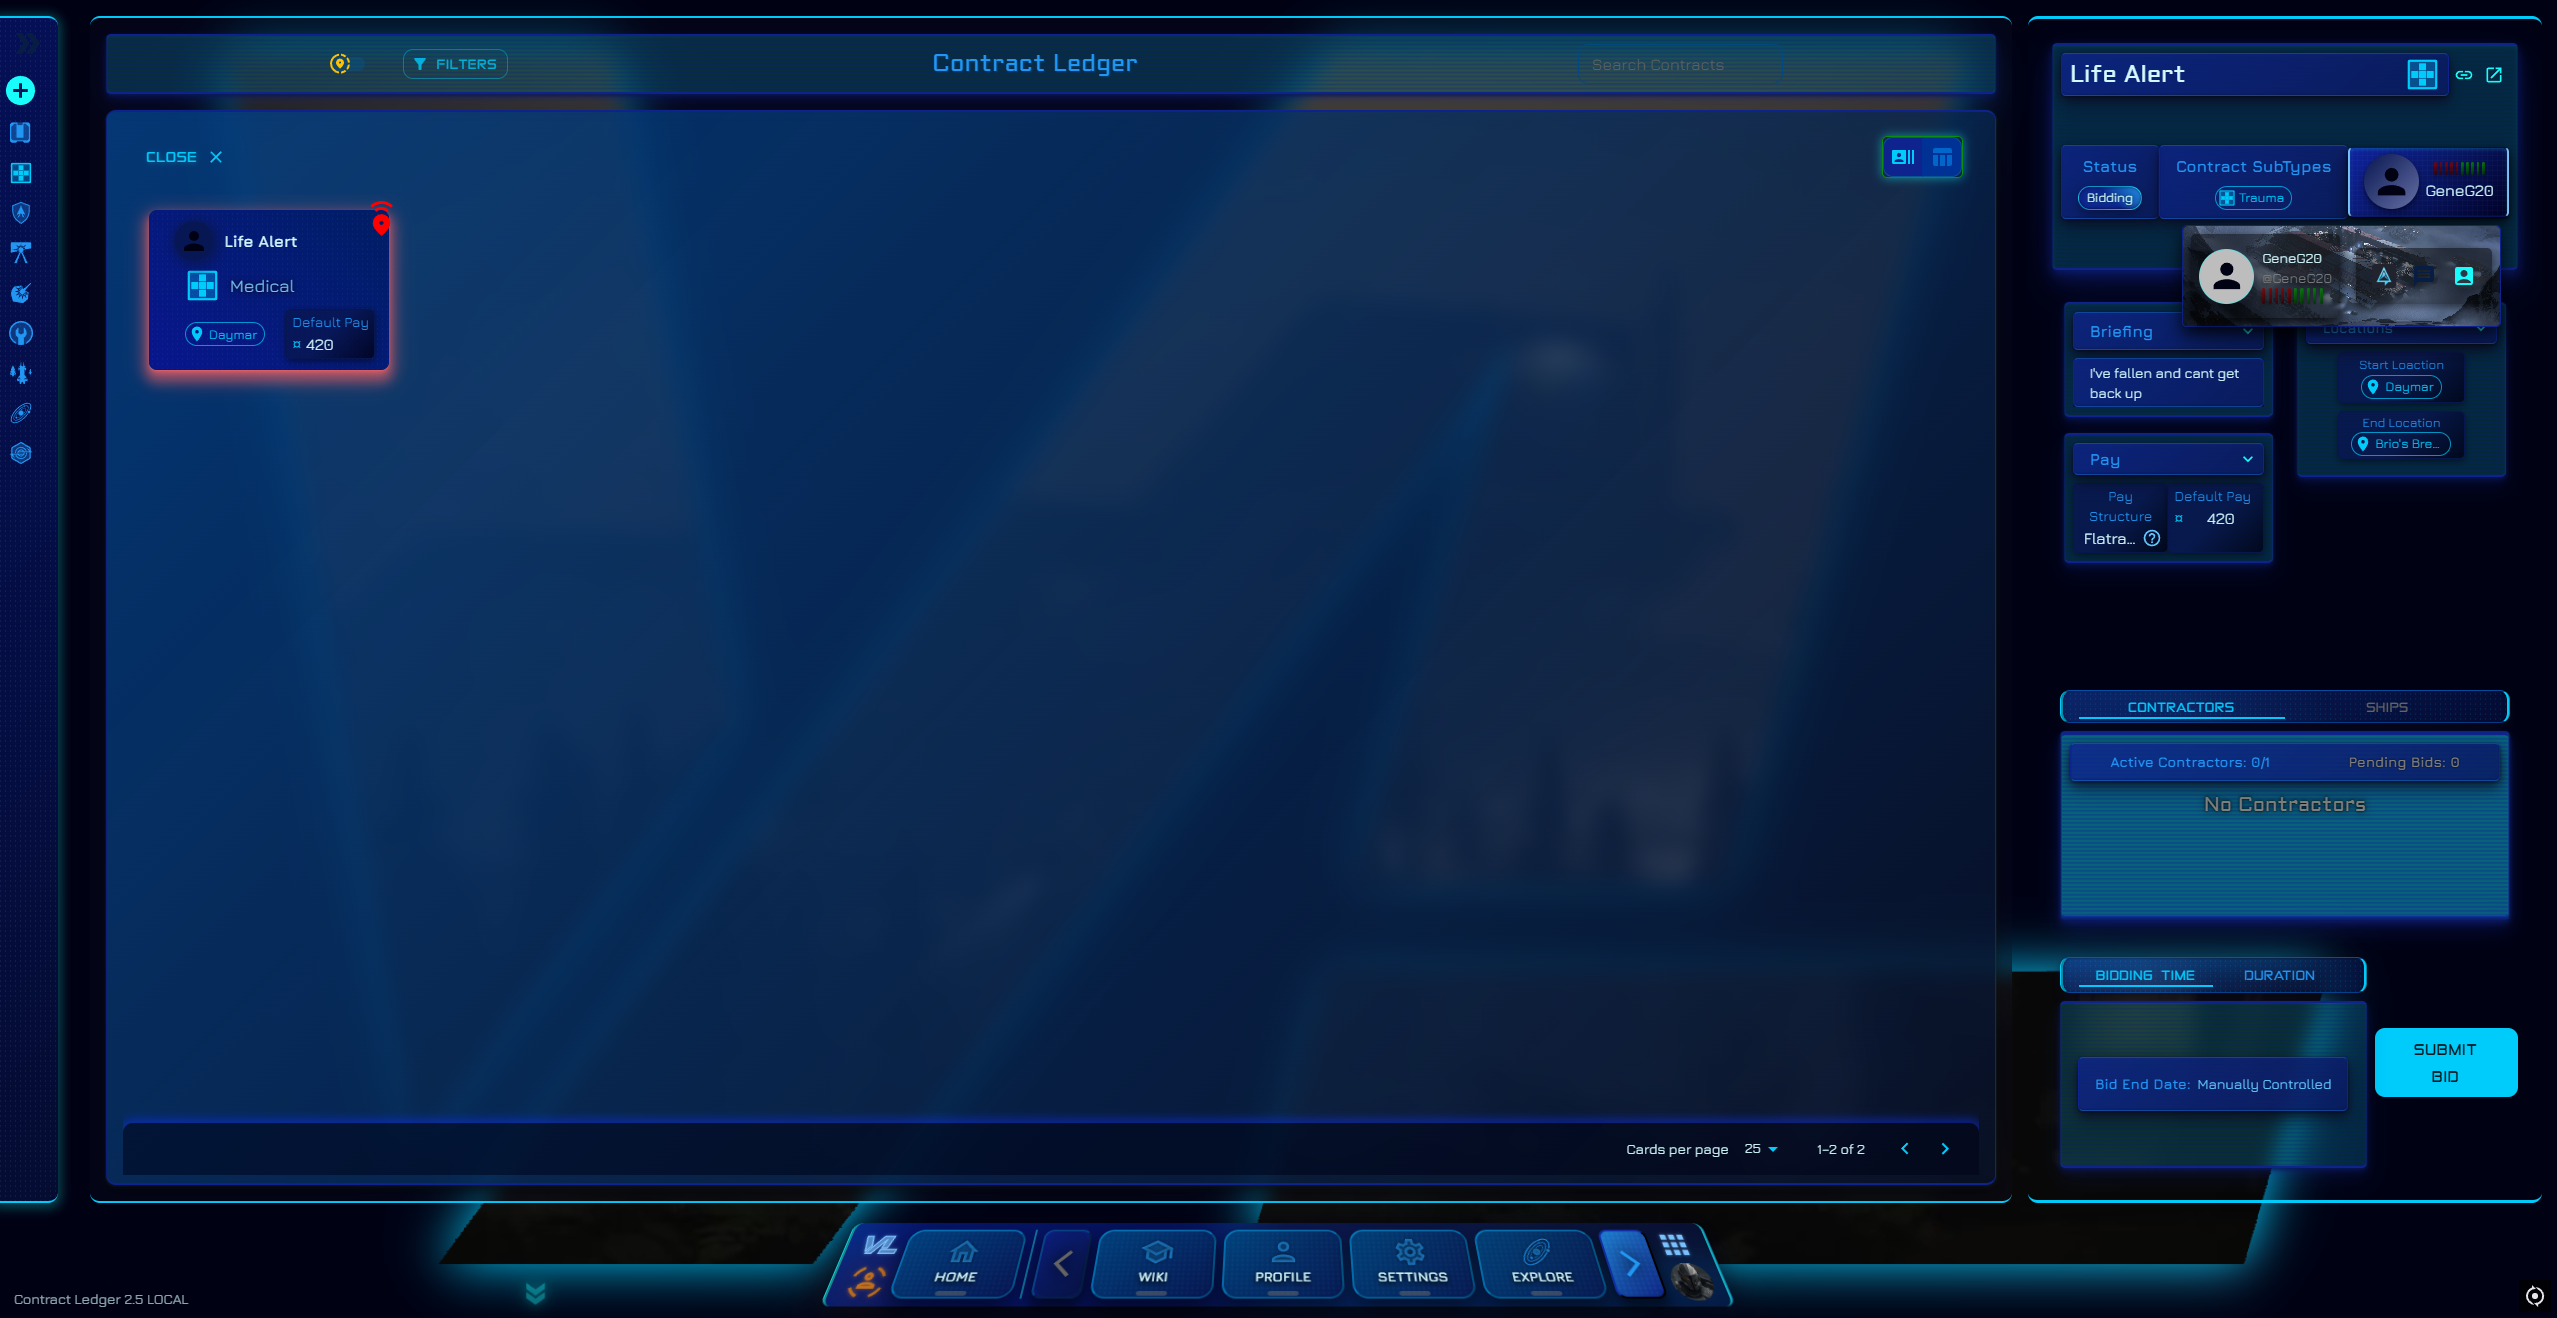 FILTERS
Contract Ledger
Search Contracts
CLOSE
Life Alert
Medical
Daymar
Default Pay
¤ 420
Cards per page 25 1-2 of 2
Life Alert
Status
Bidding
Contract SubTypes
Trauma
GeneG20
GeneG20
@GeneG20
Briefing
I've fallen and cant get
back up
Locations
Start Loaction
Daymar
End Location
Brio's Bre...
Pay
Pay
Structure
Flatra...
Default Pay
¤ 420
CONTRACTORS SHIPS
Active Contractors: 0/1 Pending Bids: 0
No Contractors
BIDDING TIME DURATION
Bid End Date: Manually Controlled
SUBMIT
BID
VL
HOME
WIKI
PROFILE
SETTINGS
EXPLORE
Contract Ledger 2.5 LOCAL